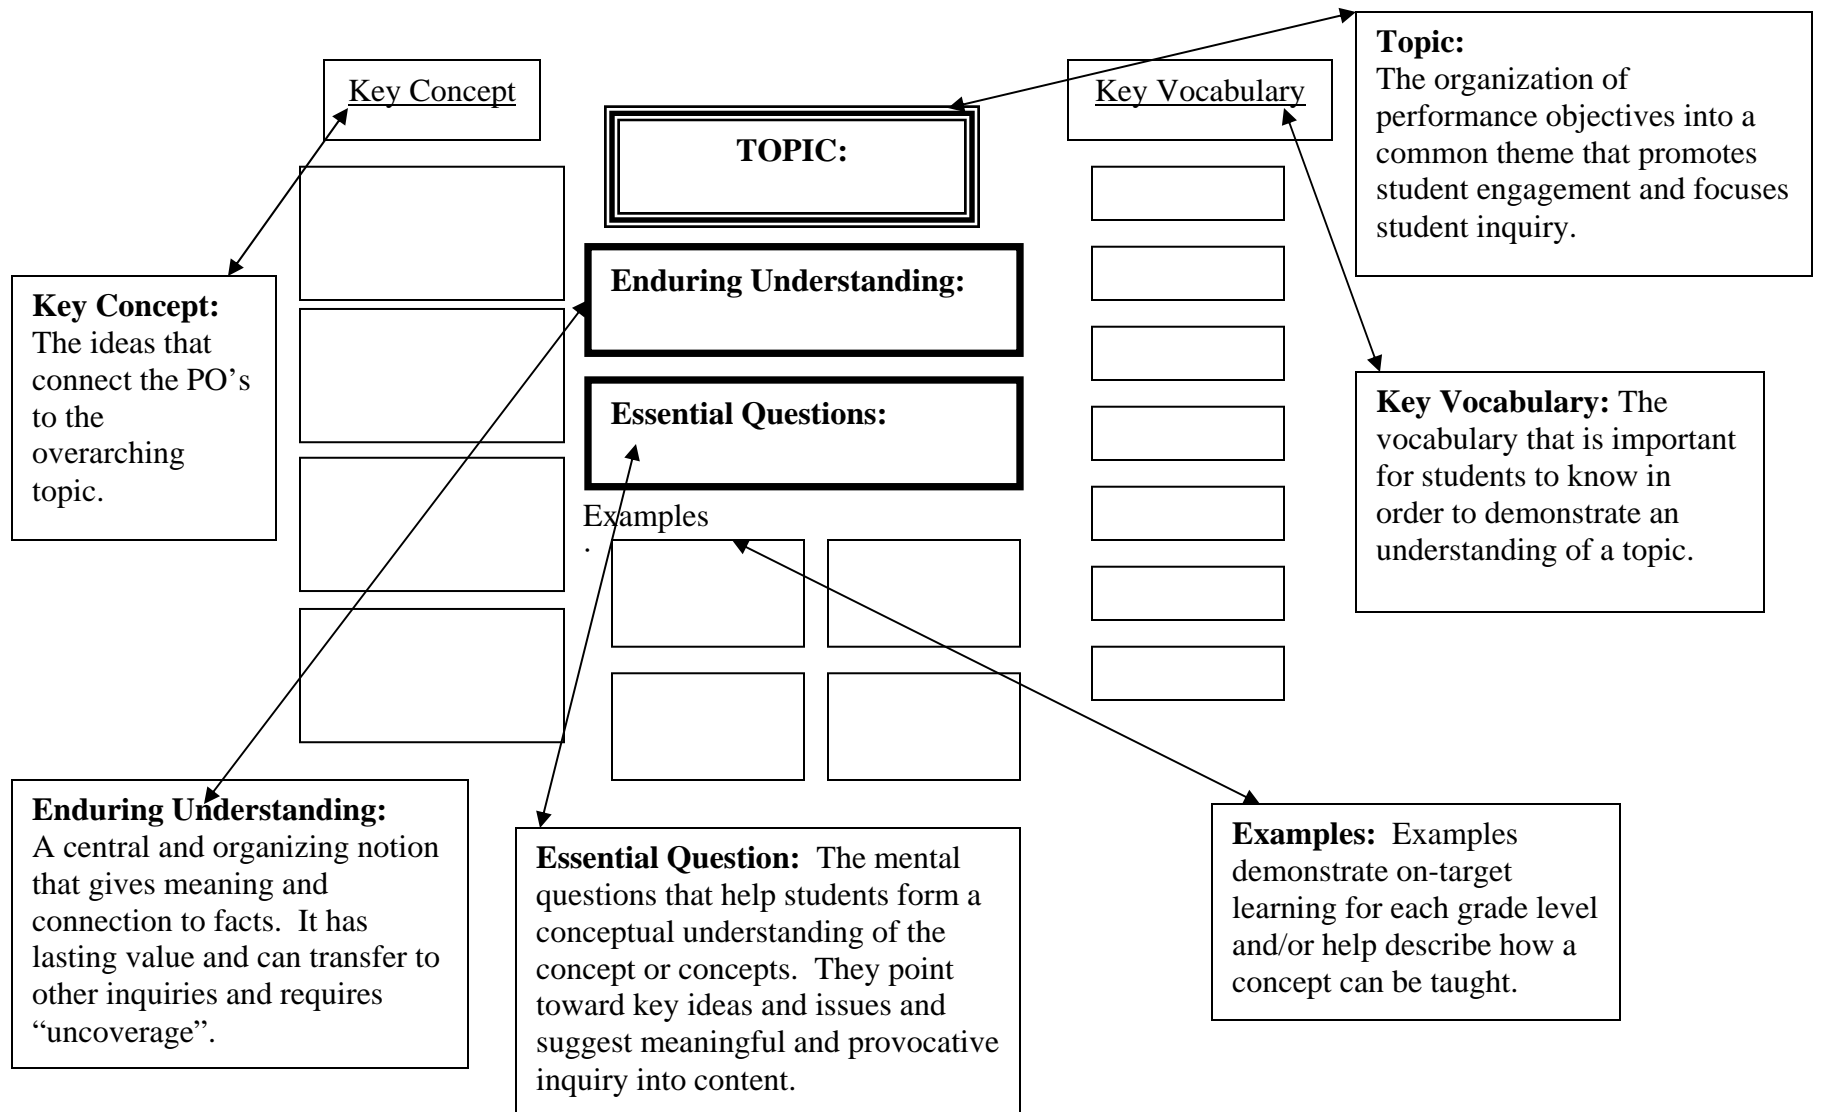 Key Concept
TOPIC:
Key Vocabulary
Topic:
The organization of
performance objectives into a
common theme that promotes
student engagement and focuses
student inquiry.
Key Concept:
The ideas that
connect the PO’s
to the
overarching
topic.
Enduring Understanding:
Essential Questions:
Key Vocabulary: The
vocabulary that is important
for students to know in
order to demonstrate an
understanding of a topic.
Examples
.
Enduring Understanding:
A central and organizing notion
that gives meaning and
connection to facts.  It has
lasting value and can transfer to
other inquiries and requires
“uncoverage”.
Essential Question:  The mental
questions that help students form a
conceptual understanding of the
concept or concepts.  They point
toward key ideas and issues and
suggest meaningful and provocative
inquiry into content.
Examples:  Examples
demonstrate on-target
learning for each grade level
and/or help describe how a
concept can be taught.